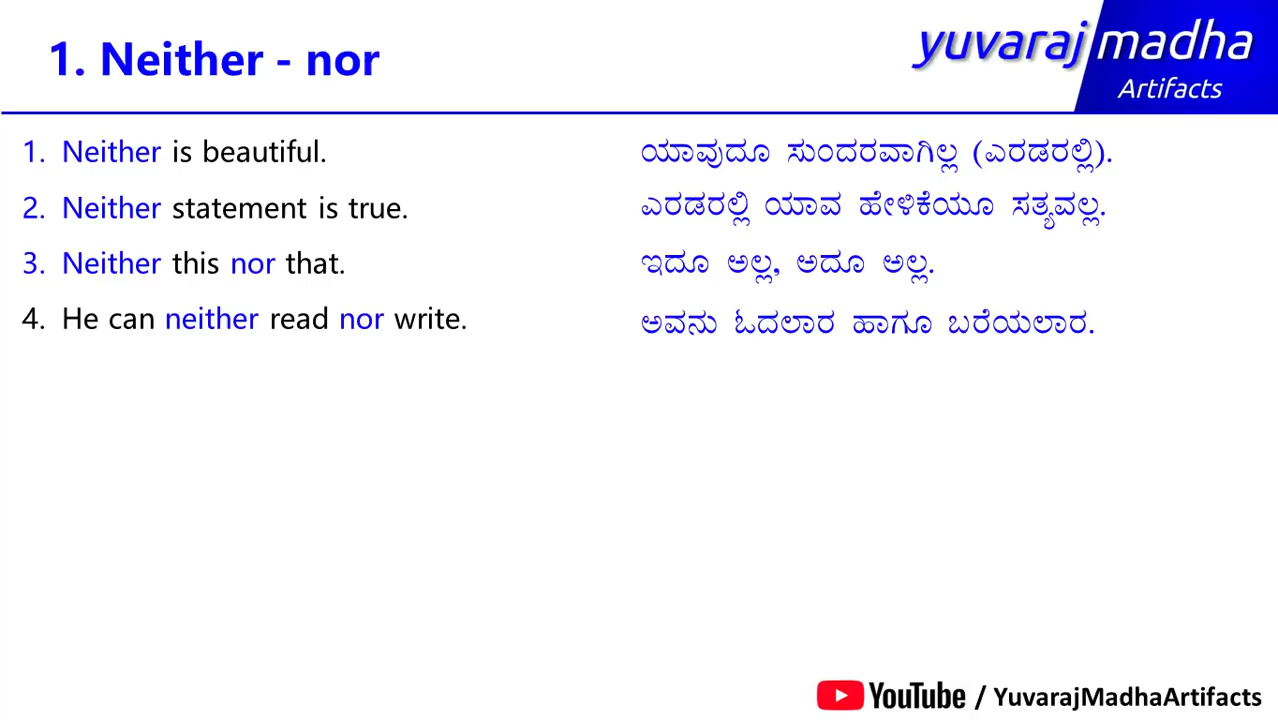 1. Neither - nor
yuvaraj madha
Artifacts
1. Neither is beautiful. ಯಾವುದೂ ಸುಂದರವಾಗಿಲ್ಲ (ಎರಡರಲ್ಲಿ).
2. Neither statement is true. ಎರಡರಲ್ಲಿ ಯಾವ ಹೇಳಿಕೆಯೂ ಸತ್ಯವಲ್ಲ.
3. Neither this nor that. ಇದೂ ಅಲ್ಲ, ಅದೂ ಅಲ್ಲ.
4. He can neither read nor write. ಅವನು ಓದಲಾರ ಹಾಗೂ ಬರೆಯಲಾರ.
YouTube / YuvarajMadhaArtifacts